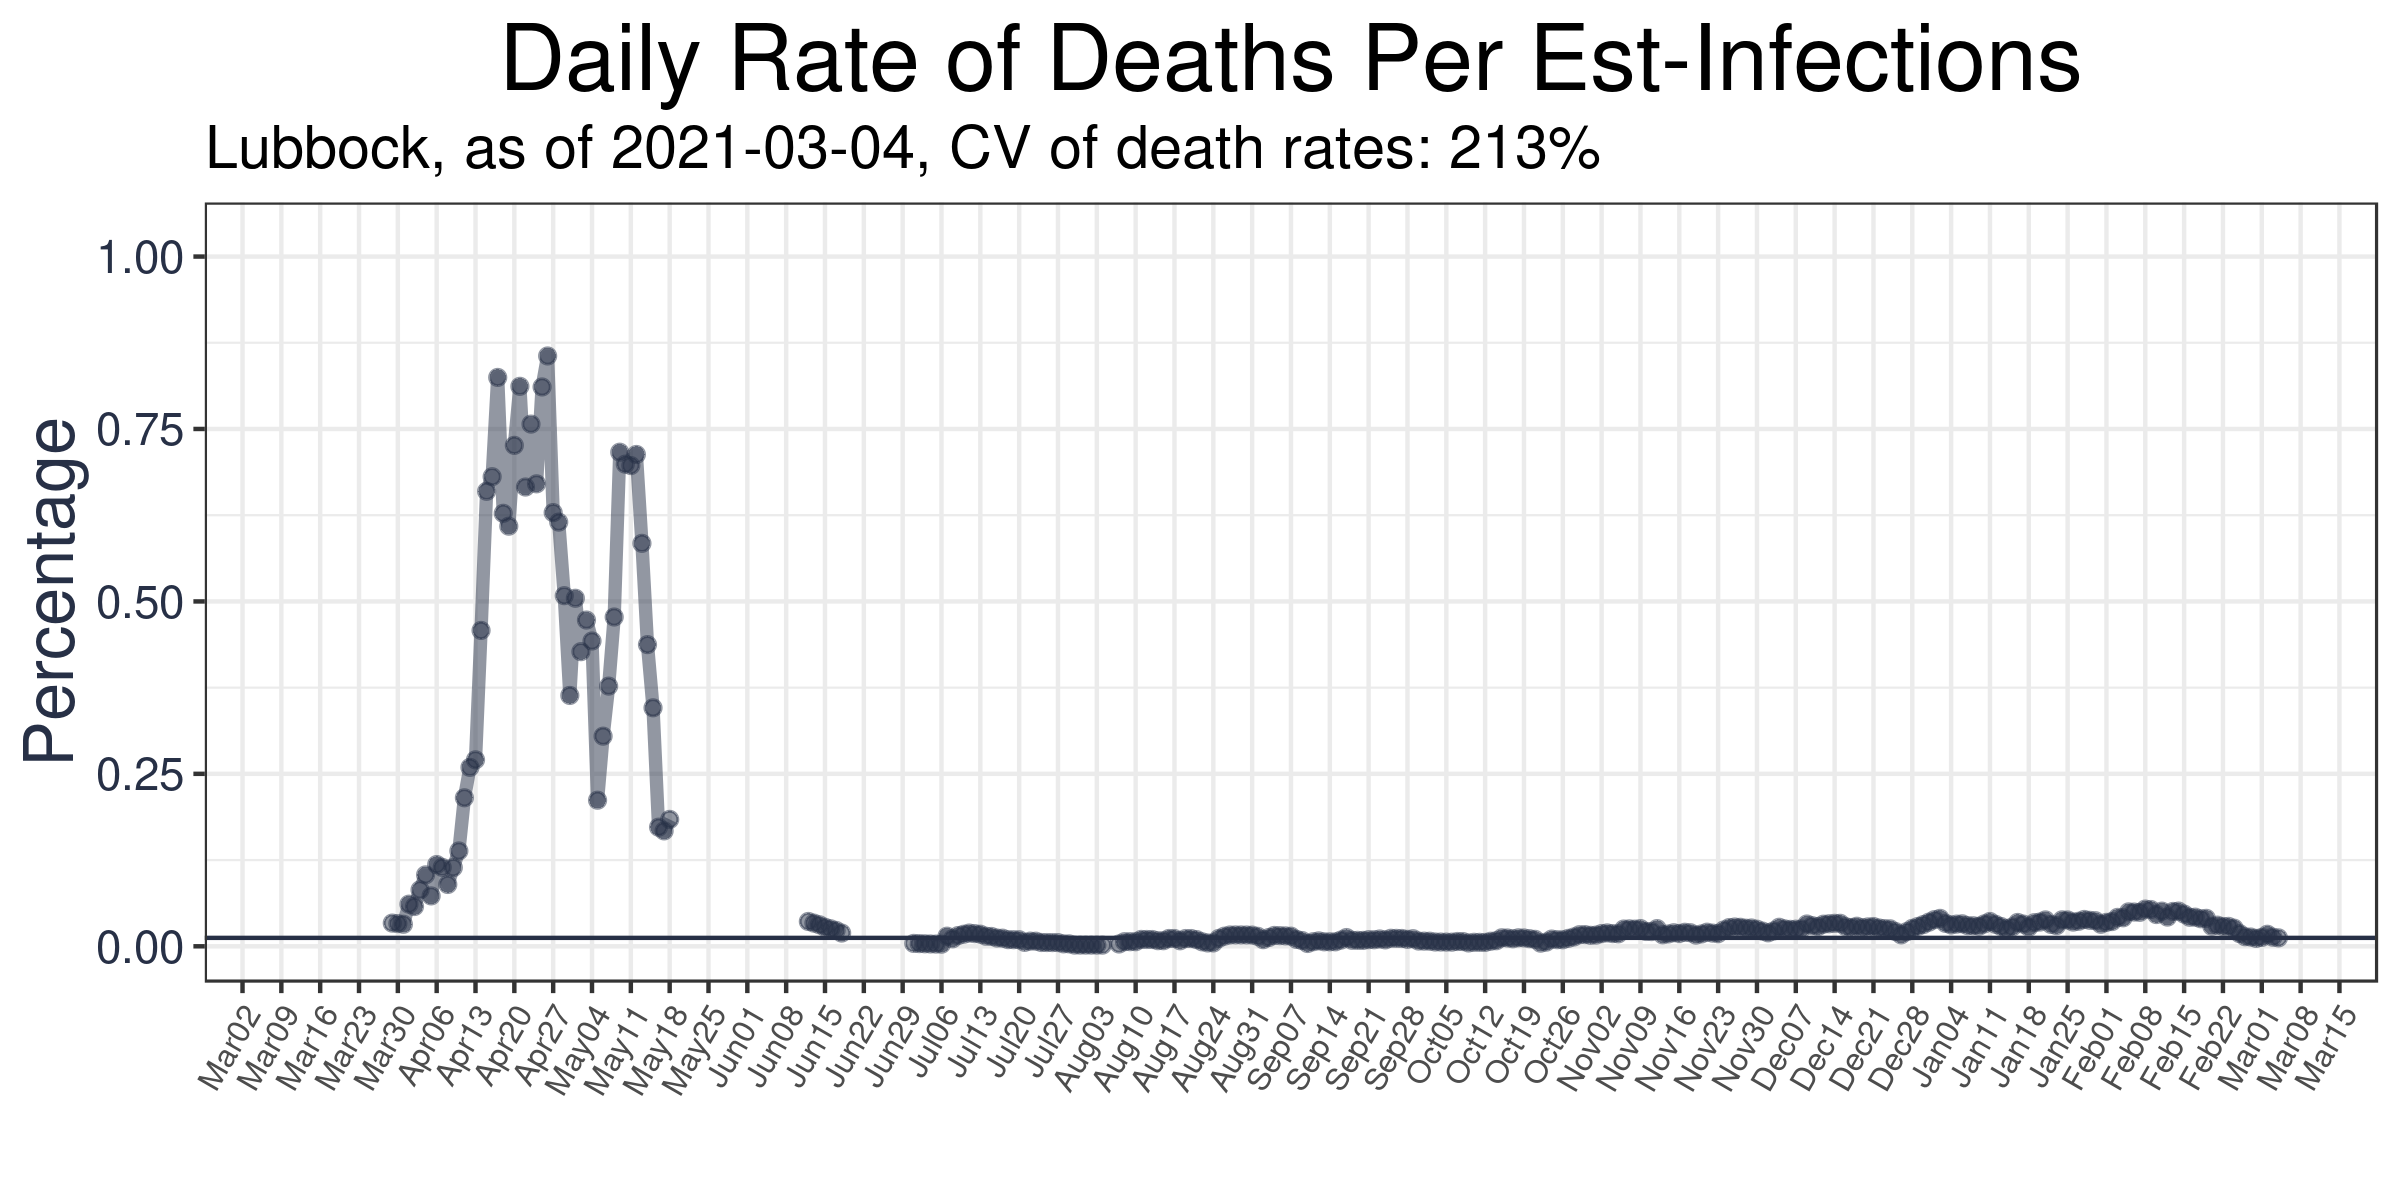 Daily Rate of Deaths Per Est-Infections
Lubbock, as of 2021-03-04, CV of death rates: 213%
Percentage
1.00
0.75
0.50
0.25
0.00
Mar02
Mar09
Mar16
Mar23
Mar30
Apr06
Apr13
Apr20
Apr27
May04
May11
May18
May25
Jun01
Jun08
Jun15
Jun22
Jun29
Jul06
Jul13
Jul20
Jul27
Aug03
Aug10
Aug17
Aug24
Aug31
Sep07
Sep14
Sep21
Sep28
Oct05
Oct12
Oct19
Oct26
Nov02
Nov09
Nov16
Nov23
Nov30
Dec07
Dec14
Dec21
Dec28
Jan04
Jan11
Jan18
Jan25
Feb01
Feb08
Feb15
Feb22
Mar01
Mar08
Mar15